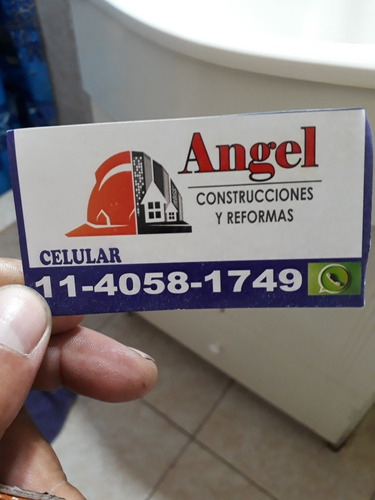 Angel
CONSTRUCCIONES
Y REFORMAS
CELULAR
11-4058-1749